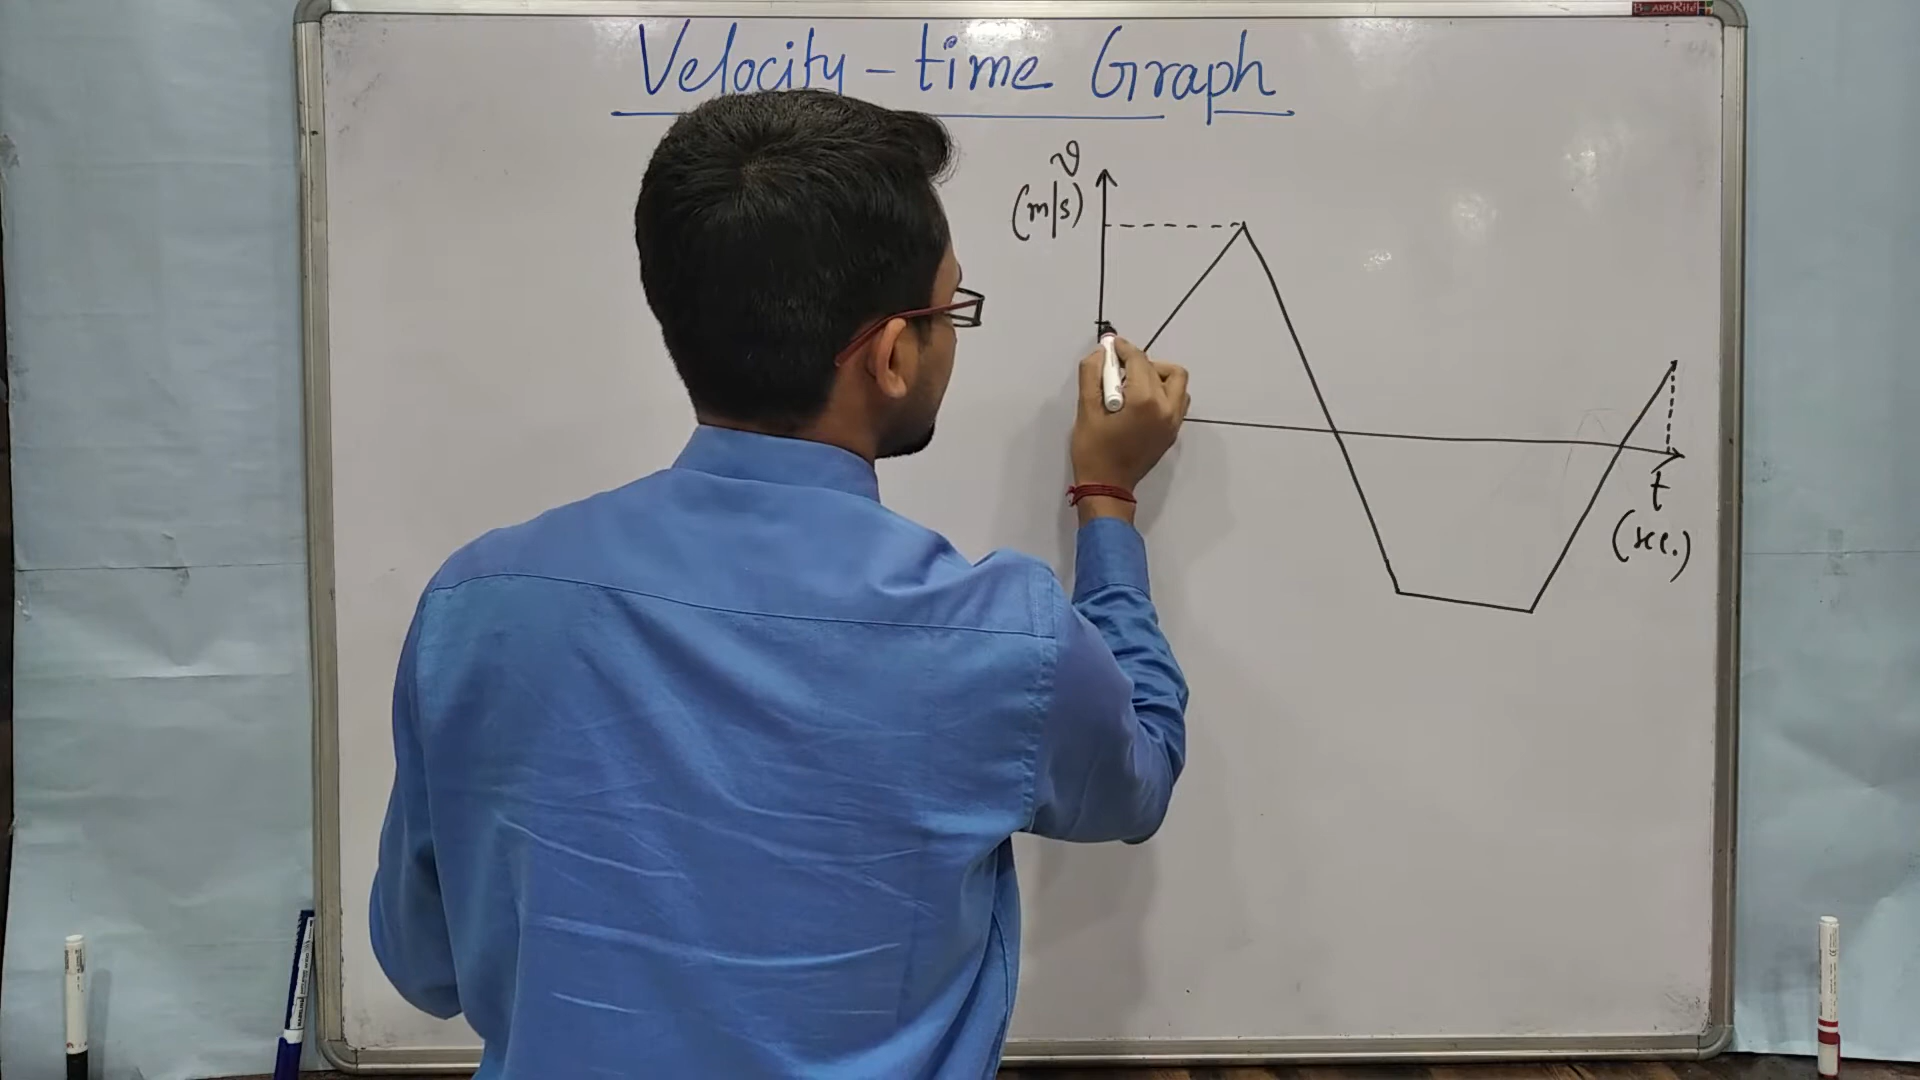 Velocity - time Graph
v
(m/s)
t
(sec.)